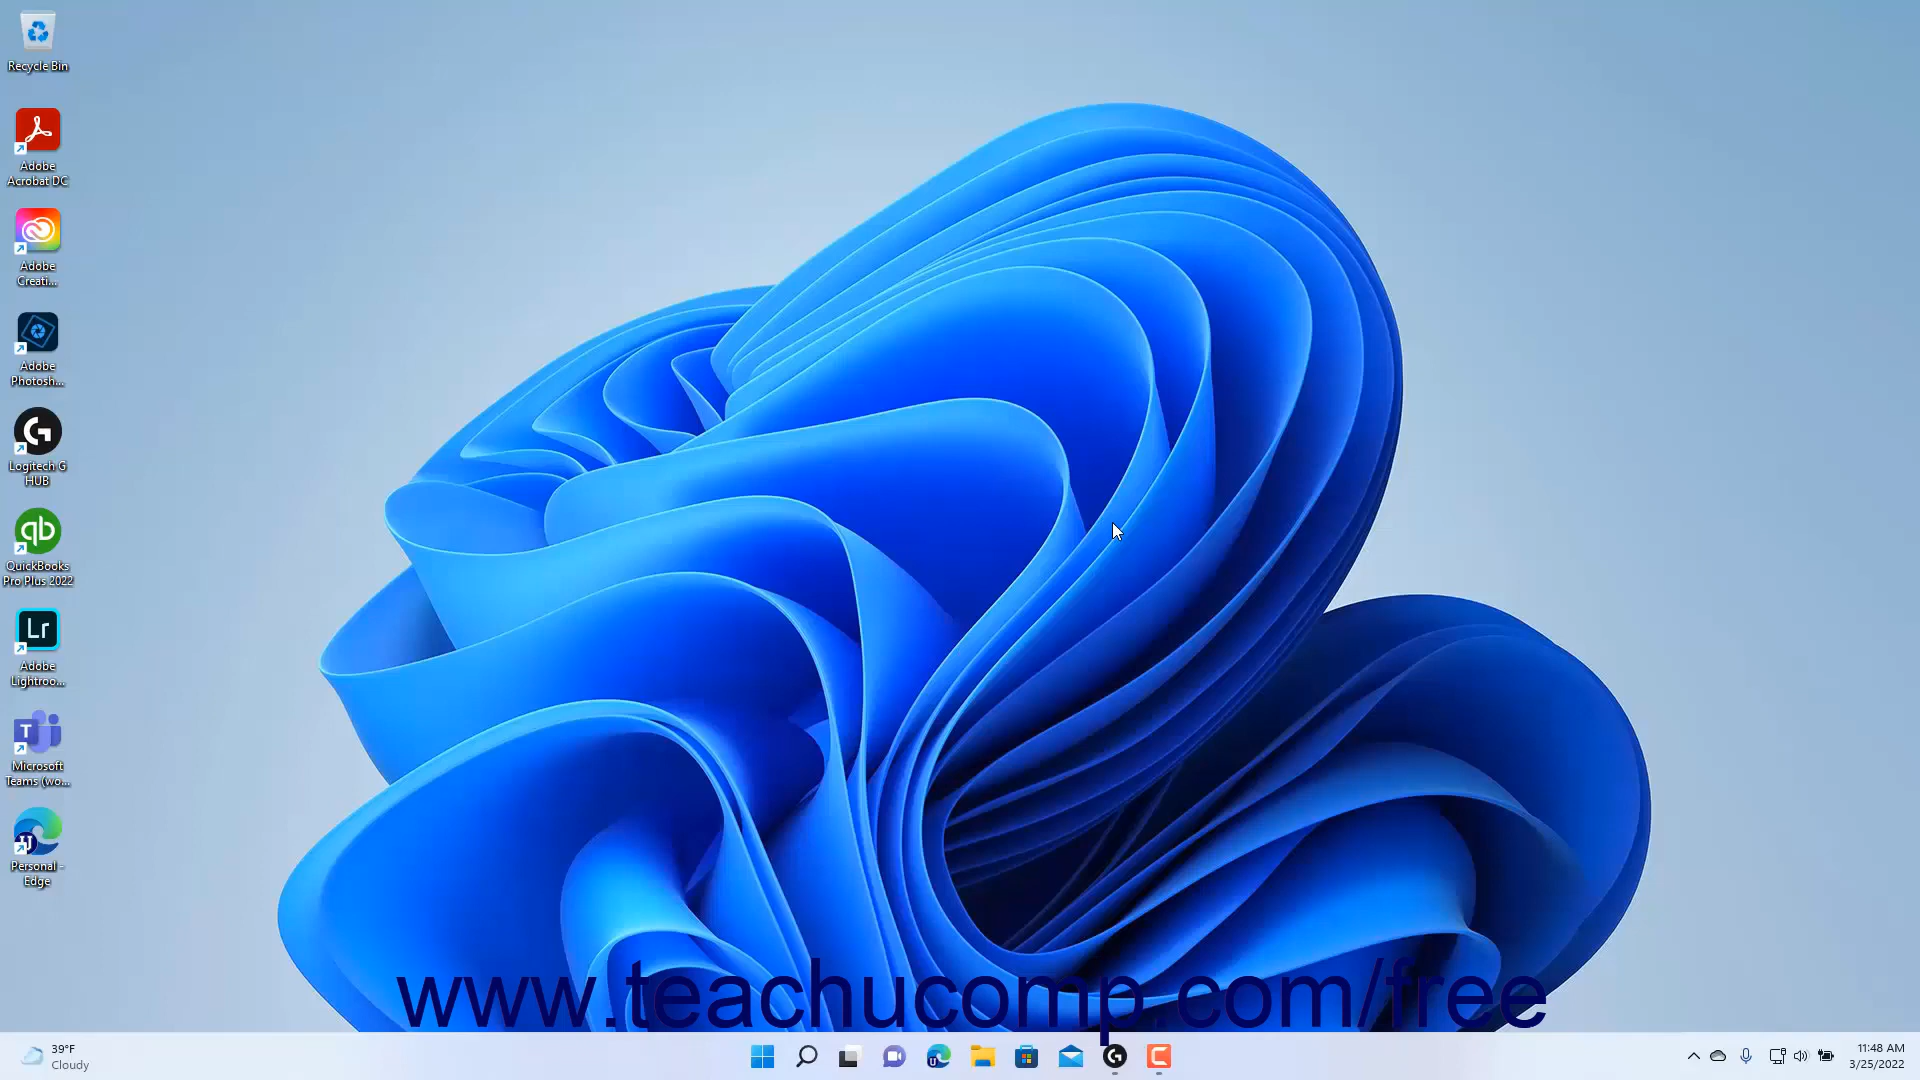 Recycle Bin
Adobe
Acrobat DC
Adobe
Creati...
Adobe
Photosh...
Logitech G
HUB
QuickBooks
Pro Plus 2022
Lr
Adobe
Lightroo...
Microsoft
Teams (wo...
Personal -
Edge
www.teachucomp.com/free
39°F
Cloudy
11:48 AM
3/25/2022